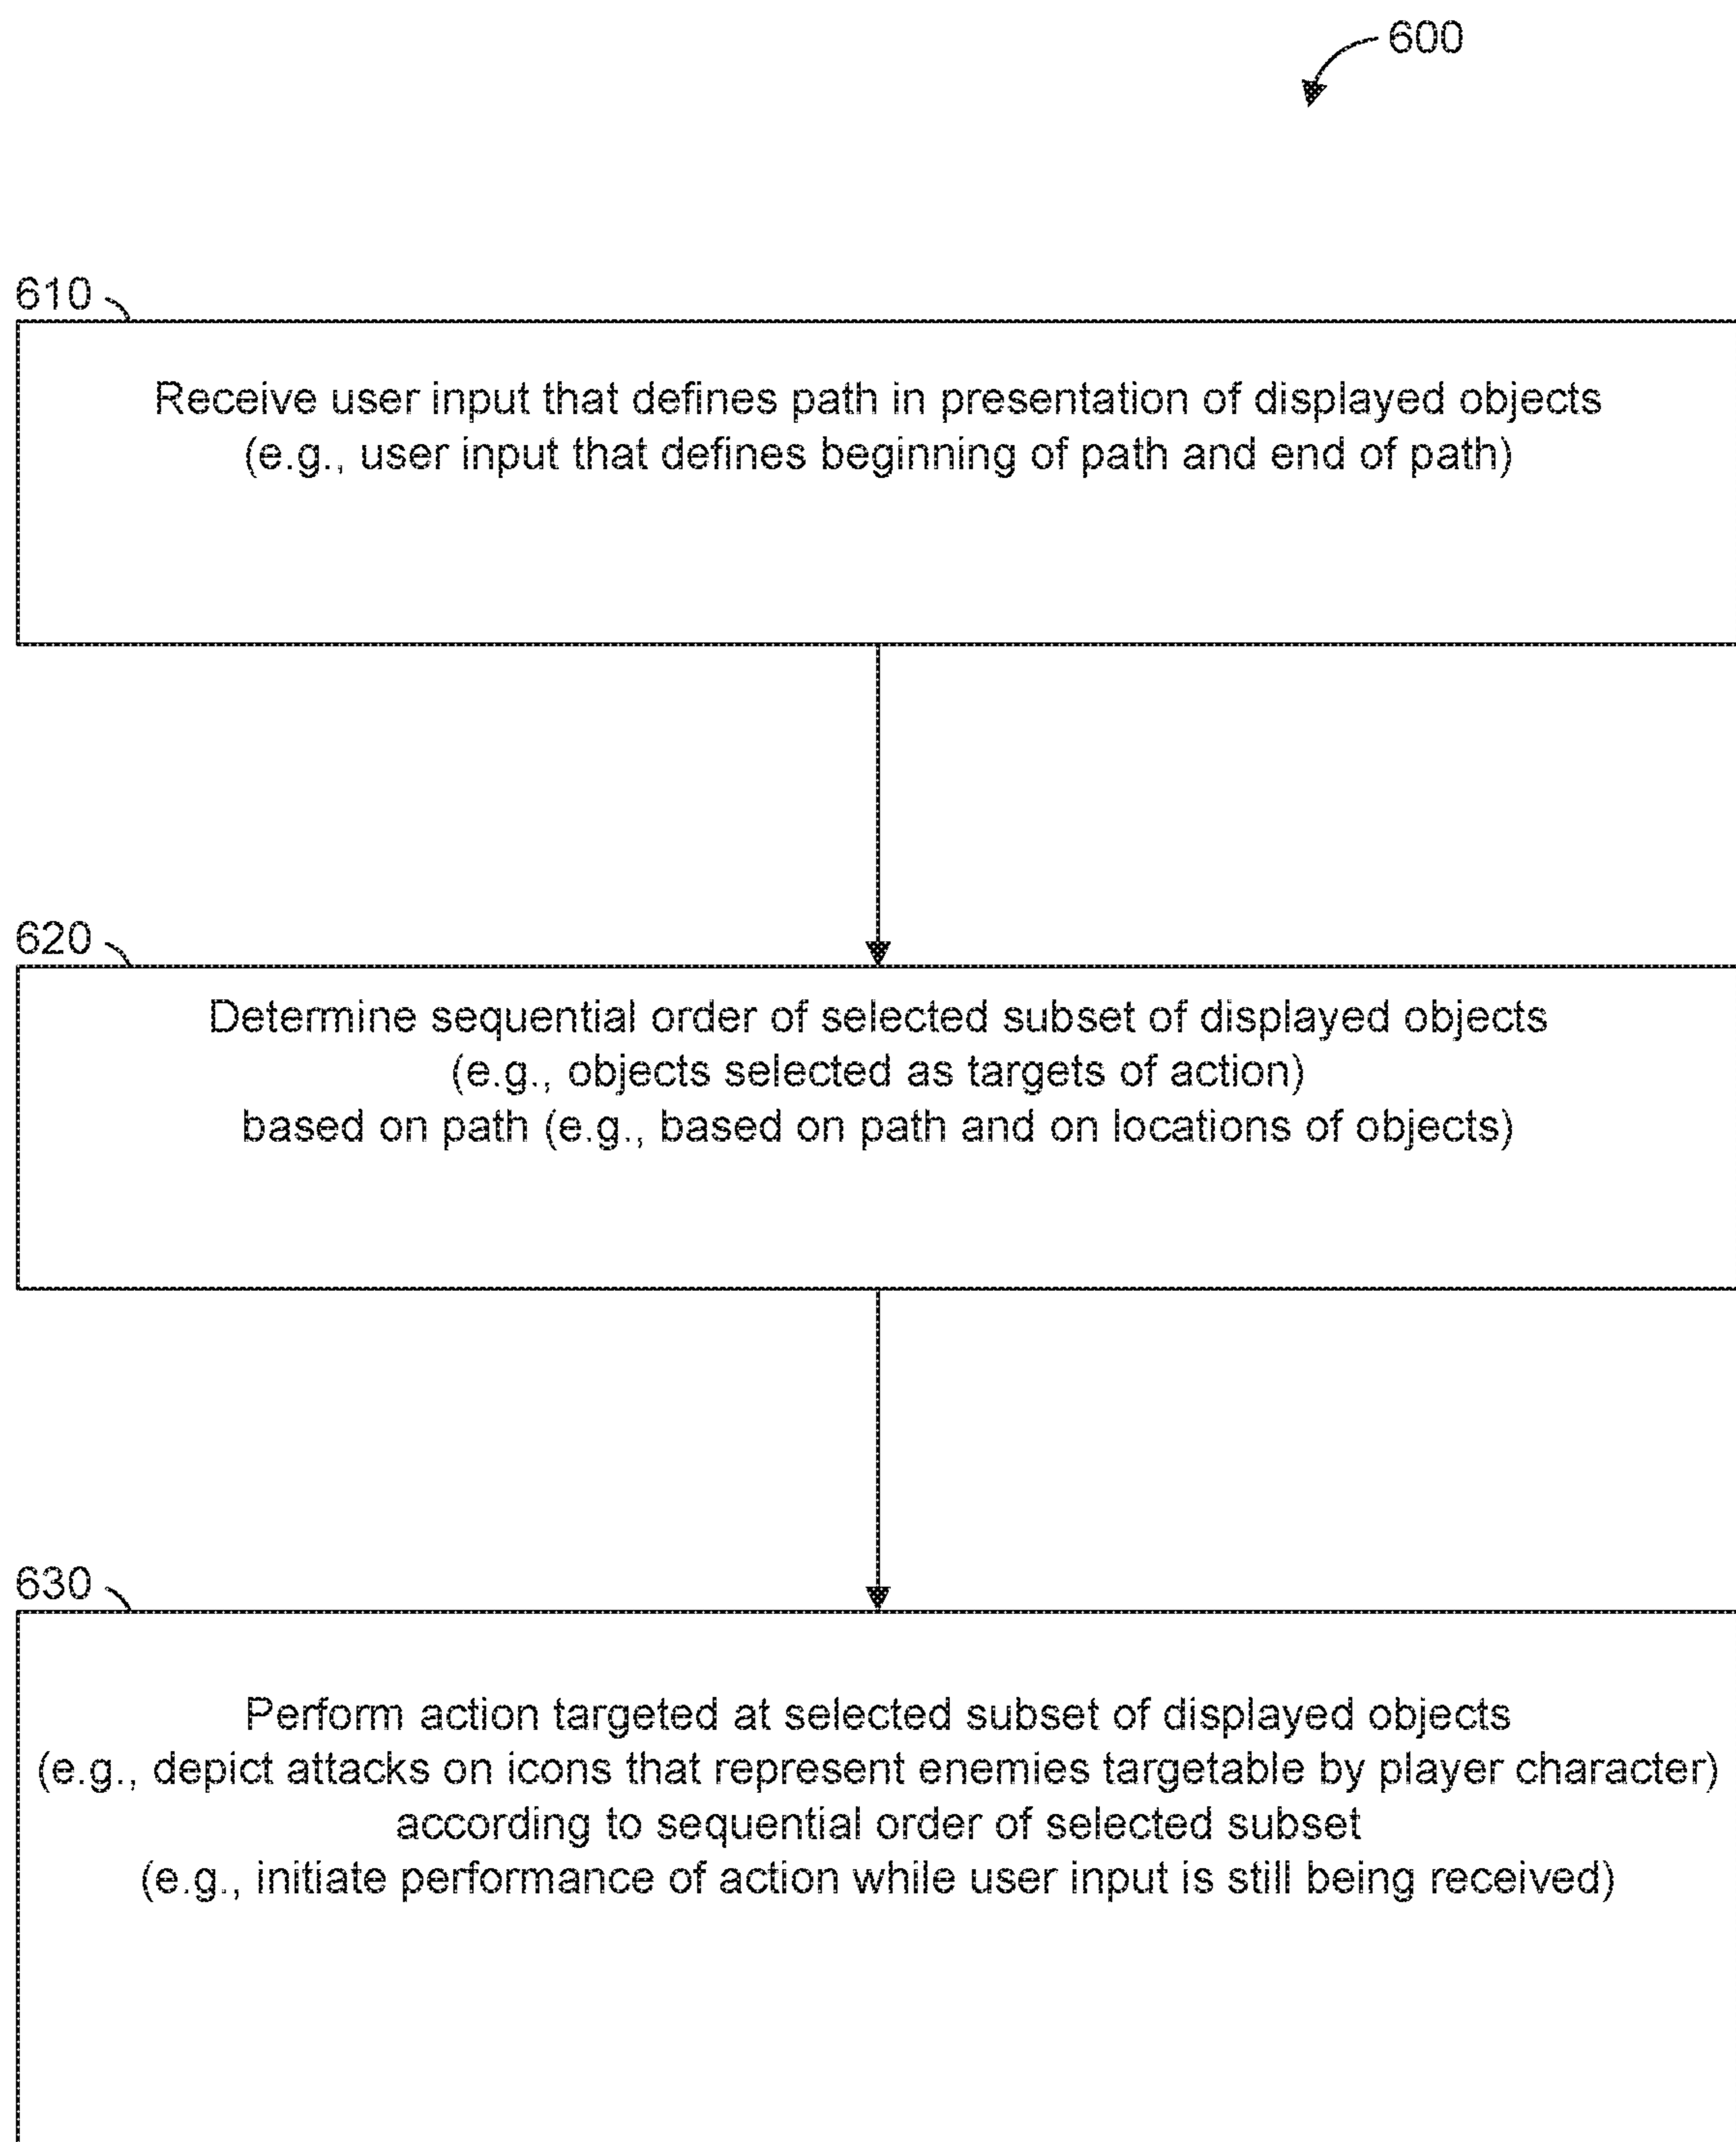 600
610
Receive user input that defines path in presentation of displayed objects
(e.g., user input that defines beginning of path and end of path)
620
Determine sequential order of selected subset of displayed objects
(e.g., objects selected as targets of action)
based on path (e.g., based on path and on locations of objects)
630
Perform action targeted at selected subset of displayed objects
(e.g., depict attacks on icons that represent enemies targetable by player character)
according to sequential order of selected subset
(e.g., initiate performance of action while user input is still being received)